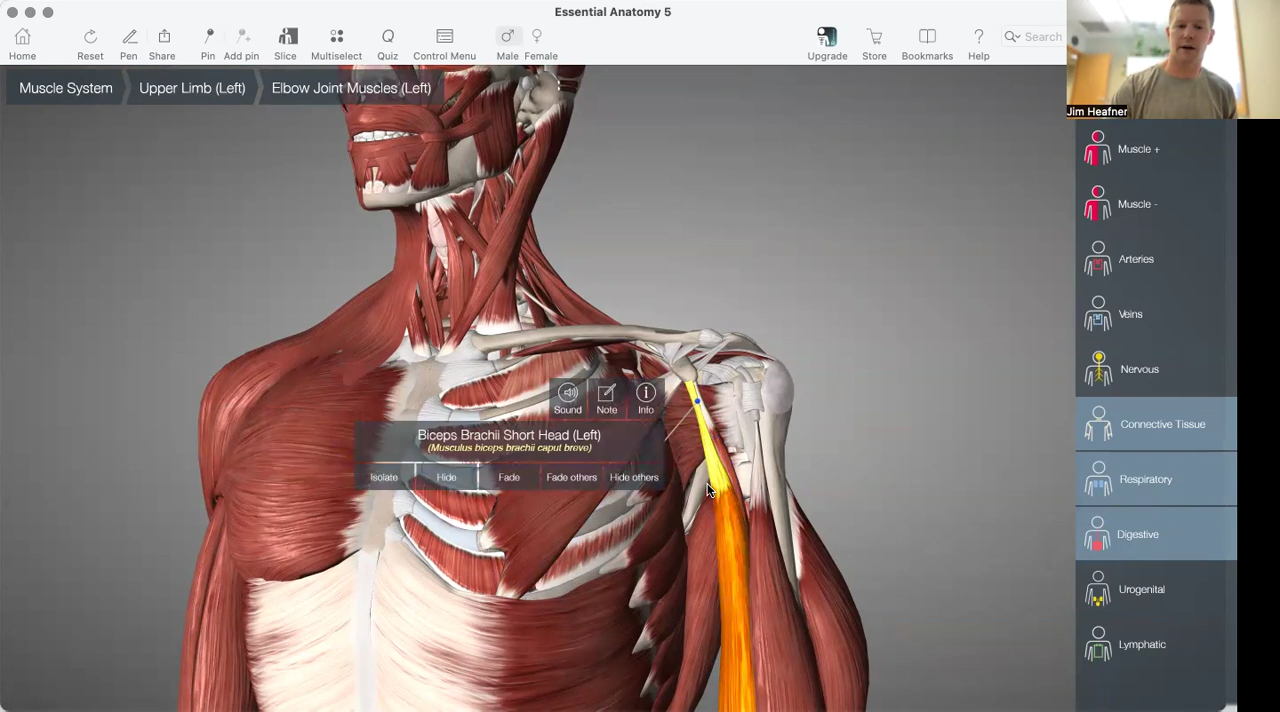 Essential Anatomy 5
Home
Reset
Pen
Share
Pin
Add pin
Slice
Multiselect
Quiz
Control Menu
Male
Female
Upgrade
Store
Bookmarks
Help
Search
Jim Heafner
Muscle System
Upper Limb (Left)
Elbow Joint Muscles (Left)
Sound
Note
Info
Biceps Brachii Short Head (Left)
(Musculus biceps brachii caput breve)
Isolate
Hide
Fade
Fade others
Hide others
Muscle +
Muscle -
Arteries
Veins
Nervous
Connective Tissue
Respiratory
Digestive
Urogenital
Lymphatic